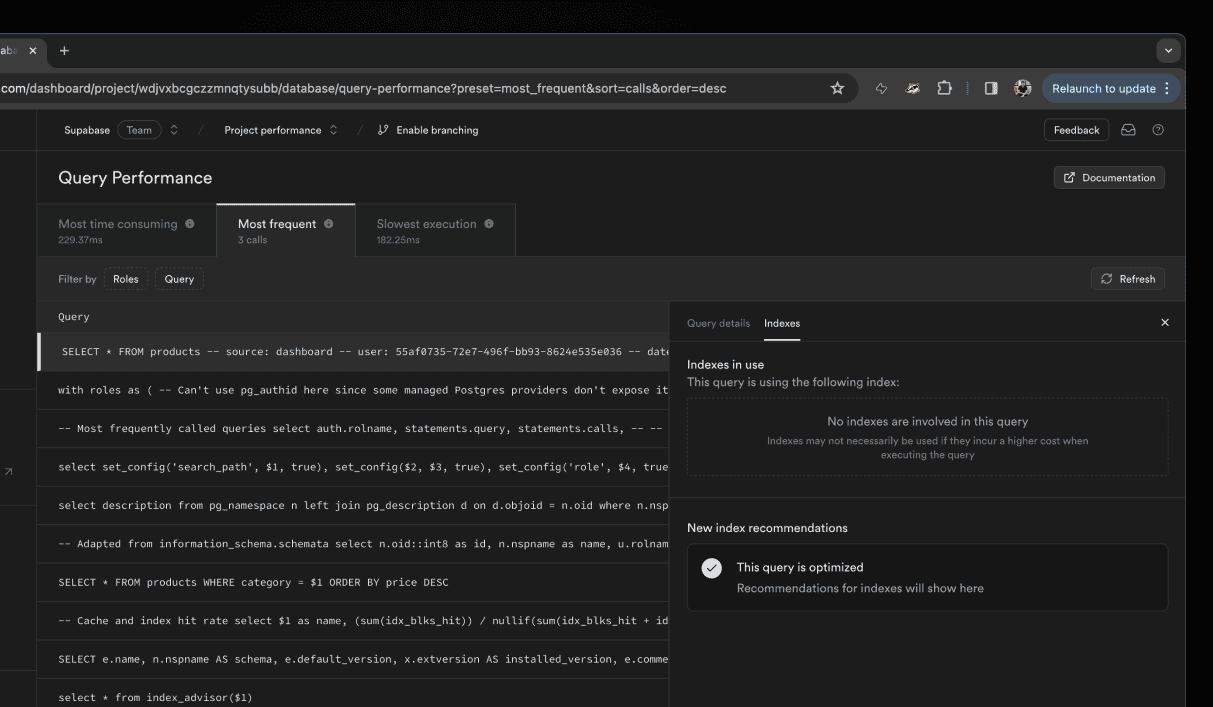 aba
com/dashboard/project/wdjvxbcgczzmnqtysubb/database/query-performance?preset=most_frequent&sort=calls&order=desc
Relaunch to update
Supabase Team Project performance Enable branching Feedback
Query Performance Documentation
Most time consuming
229.37ms
Most frequent
3 calls
Slowest execution
182.25ms
Filter by Roles Query Refresh
Query
SELECT * FROM products -- source: dashboard -- user: 55af0735-72e7-496f-bb93-8624e535e036 -- date
with roles as ( -- Can't use pg_authid here since some managed Postgres providers don't expose it
-- Most frequently called queries select auth.rolname, statements.query, statements.calls, -- --
select set_config('search_path', $1, true), set_config($2, $3, true), set_config('role', $4, true
select description from pg_namespace n left join pg_description d on d.objoid = n.oid where n.nsp
-- Adapted from information_schema.schemata select n.oid::int8 as id, n.nspname as name, u.rolnam
SELECT * FROM products WHERE category = $1 ORDER BY price DESC
-- Cache and index hit rate select $1 as name, (sum(idx_blks_hit)) / nullif(sum(idx_blks_hit + id
SELECT e.name, n.nspname AS schema, e.default_version, x.extversion AS installed_version, e.comme
select * from index_advisor($1)
Query details Indexes
Indexes in use
This query is using the following index:
No indexes are involved in this query
Indexes may not necessarily be used if they incur a higher cost when
executing the query
New index recommendations
This query is optimized
Recommendations for indexes will show here